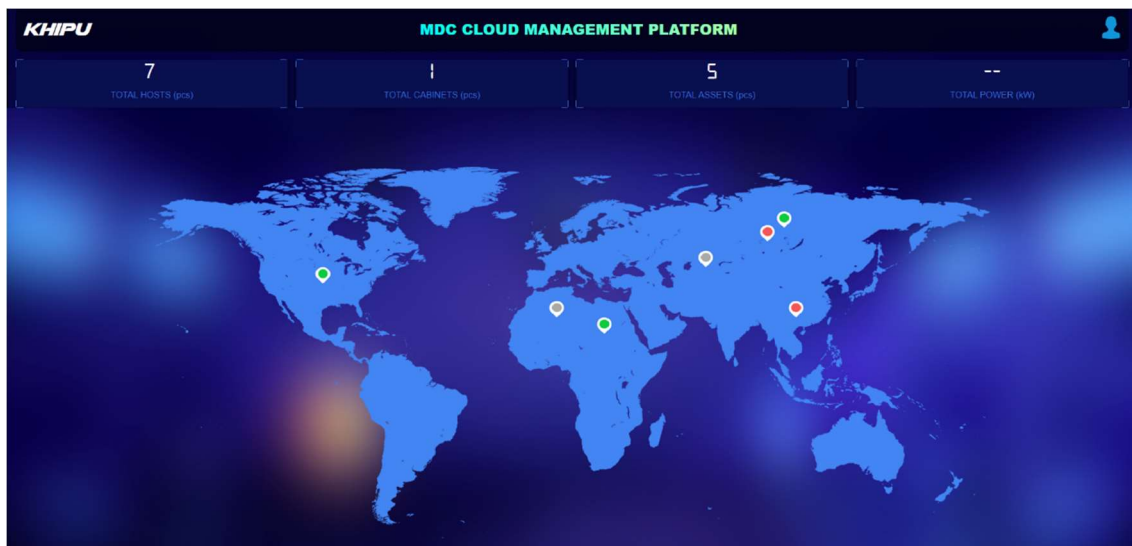 KHIPU
MDC CLOUD MANAGEMENT PLATFORM
7
TOTAL HOSTS (pcs)
1
TOTAL CABINETS (pcs)
5
TOTAL ASSETS (pcs)
--
TOTAL POWER (kW)